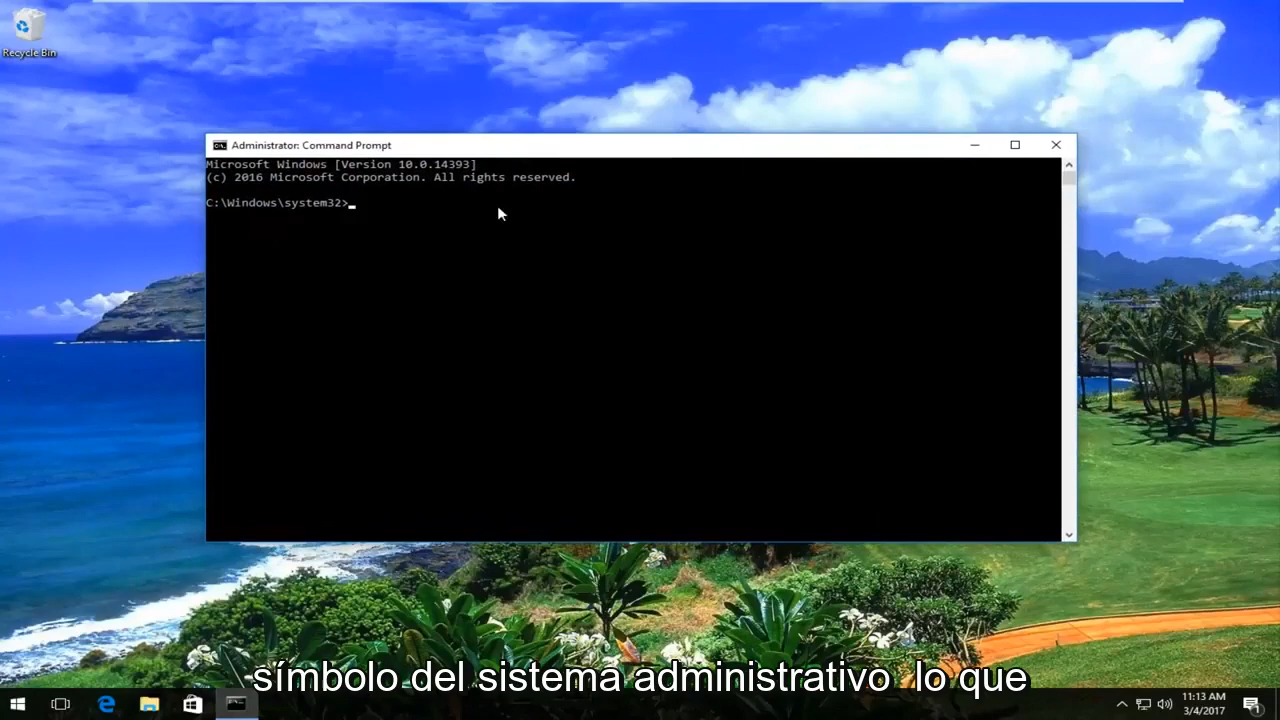 Recycle Bin
Administrator: Command Prompt
Microsoft Windows [Version 10.0.14393]
(c) 2016 Microsoft Corporation. All rights reserved.
C:\Windows\system32>
símbolo del sistema administrativo lo que
11:13 AM
3/4/2017
1